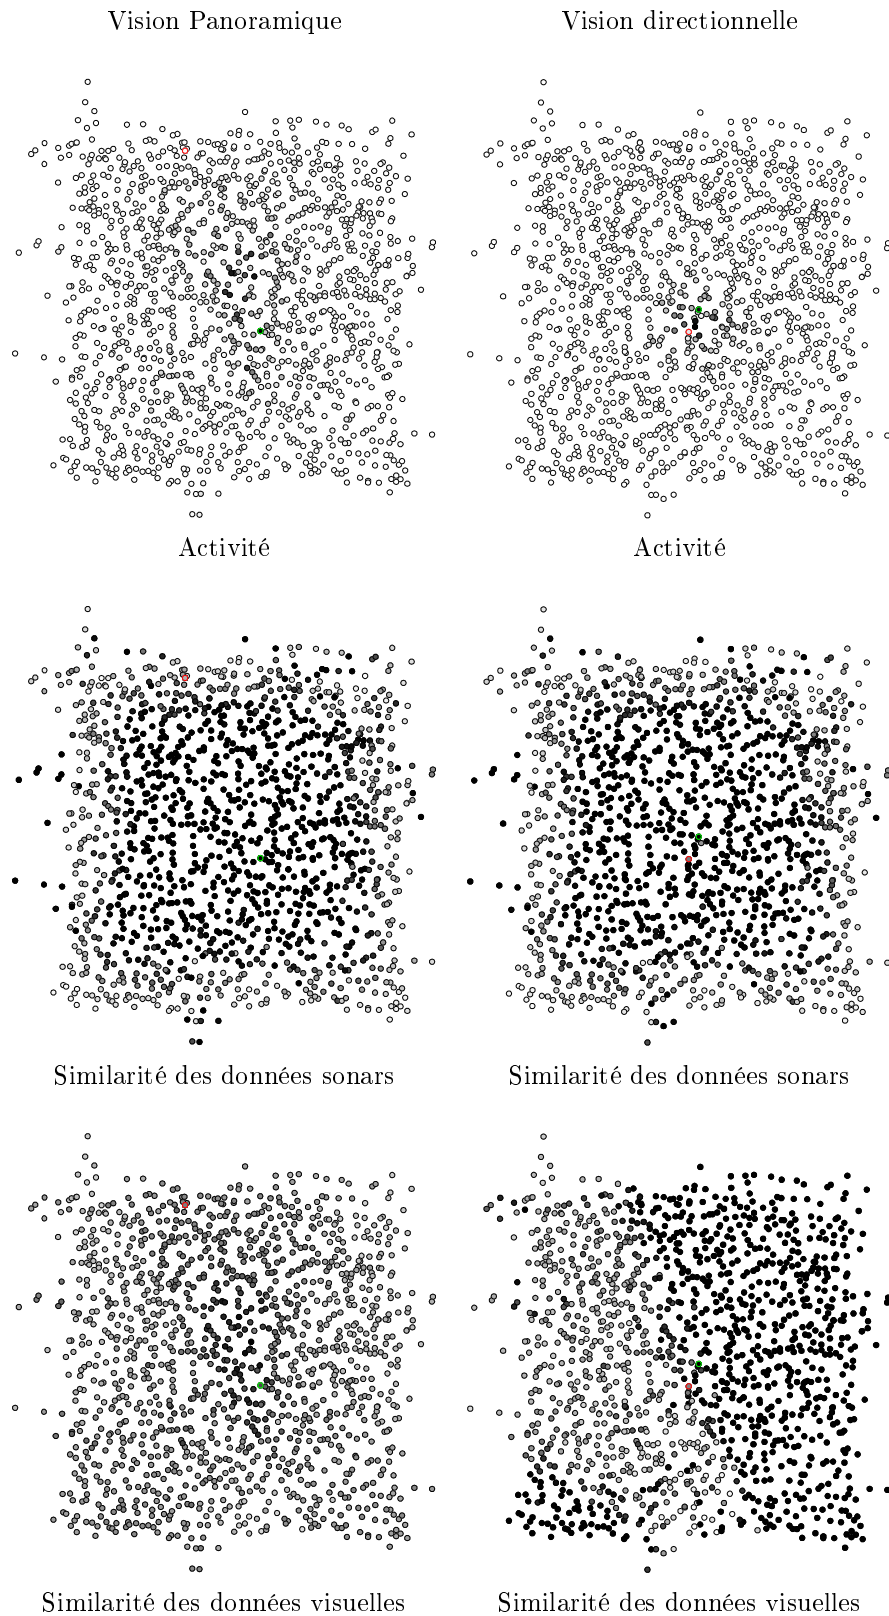 Vision Panoramique
Vision directionnelle
Activité
Activité
Similarité des données sonars
Similarité des données sonars
Similarité des données visuelles
Similarité des données visuelles